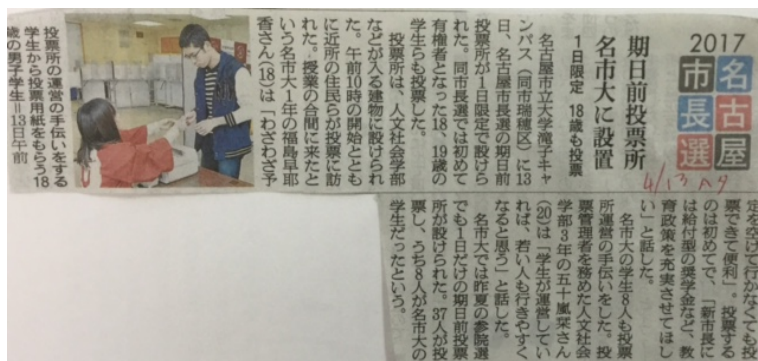 2017
名古屋
市長選
期日前投票所
名市大に設置
1日限定 18歳も投票
名古屋市立大学滝子キャ
ンパス(同市瑞穂区)に13
日、名古屋市長選の期日前
投票所が1日限定で設けら
れた。同市長選では初めて
有権者となった18、19歳の
学生らも投票した。
投票所は、人文社会学部
などが入る建物に設けられ
た。午前10時の開始ととも
に近所の住民らが投票に訪
れた。授業の合間に来たと
いう名市大1年の福島早耶
香さん(18)は「わざわざ予
定を空けて行かなくても投
票できて便利」。投票する
のは初めてで、「新市長に
は給付型の奨学金など、教
育政策を充実させてほし
い」と話した。
名市大の学生8人も投票
所運営の手伝いをした。投
票管理者を務めた人文社会
学部3年の五十嵐栞さん
(20)は「学生が運営してい
れば、若い人も行きやすく
なると思う」と話した。
名市大では昨夏の参院選
でも1日だけの期日前投票
所が設けられた。37人が投
票し、うち8人が名市大の
学生だったという。
投票所の運営の手伝いをする
学生から投票用紙をもらう18
歳の男子学生=13日午前
4/13 A夕